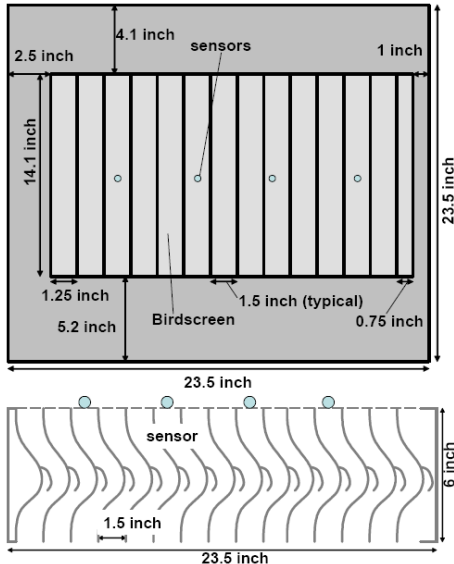 4.1 inch
sensors
1 inch
2.5 inch
14.1 inch
23.5 inch
1.25 inch
1.5 inch (typical)
Birdscreen
0.75 inch
5.2 inch
23.5 inch
sensor
6 inch
1.5 inch
23.5 inch